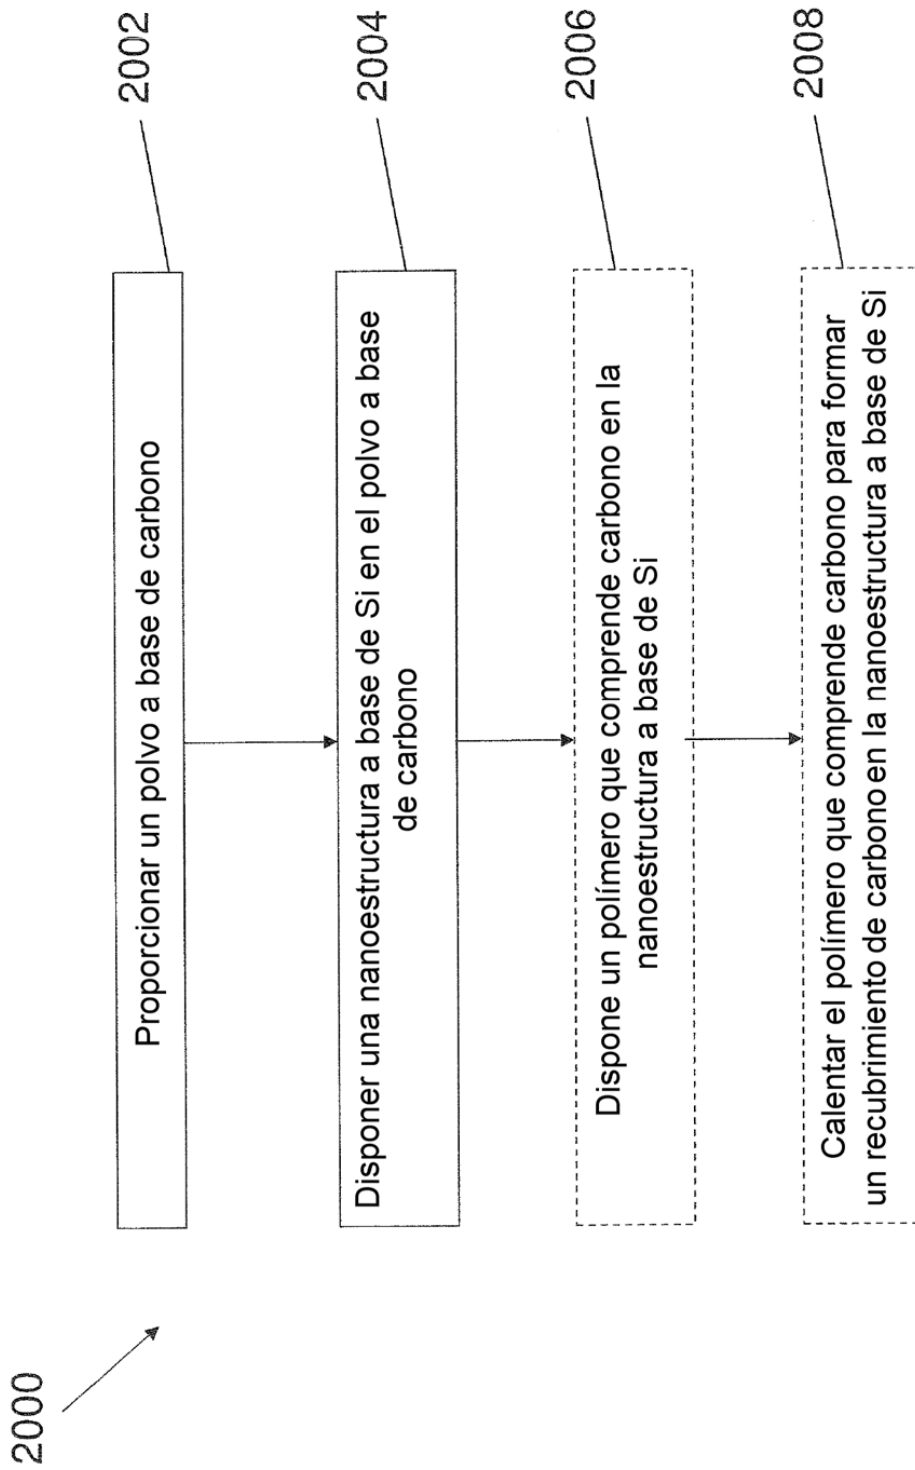 2000
Proporcionar un polvo a base de carbono
2002
Disponer una nanoestructura a base de Si en el polvo a base
de carbono
2004
Dispone un polímero que comprende carbono en la
nanoestructura a base de Si
2006
Calentar el polímero que comprende carbono para formar
un recubrimiento de carbono en la nanoestructura a base de Si
2008